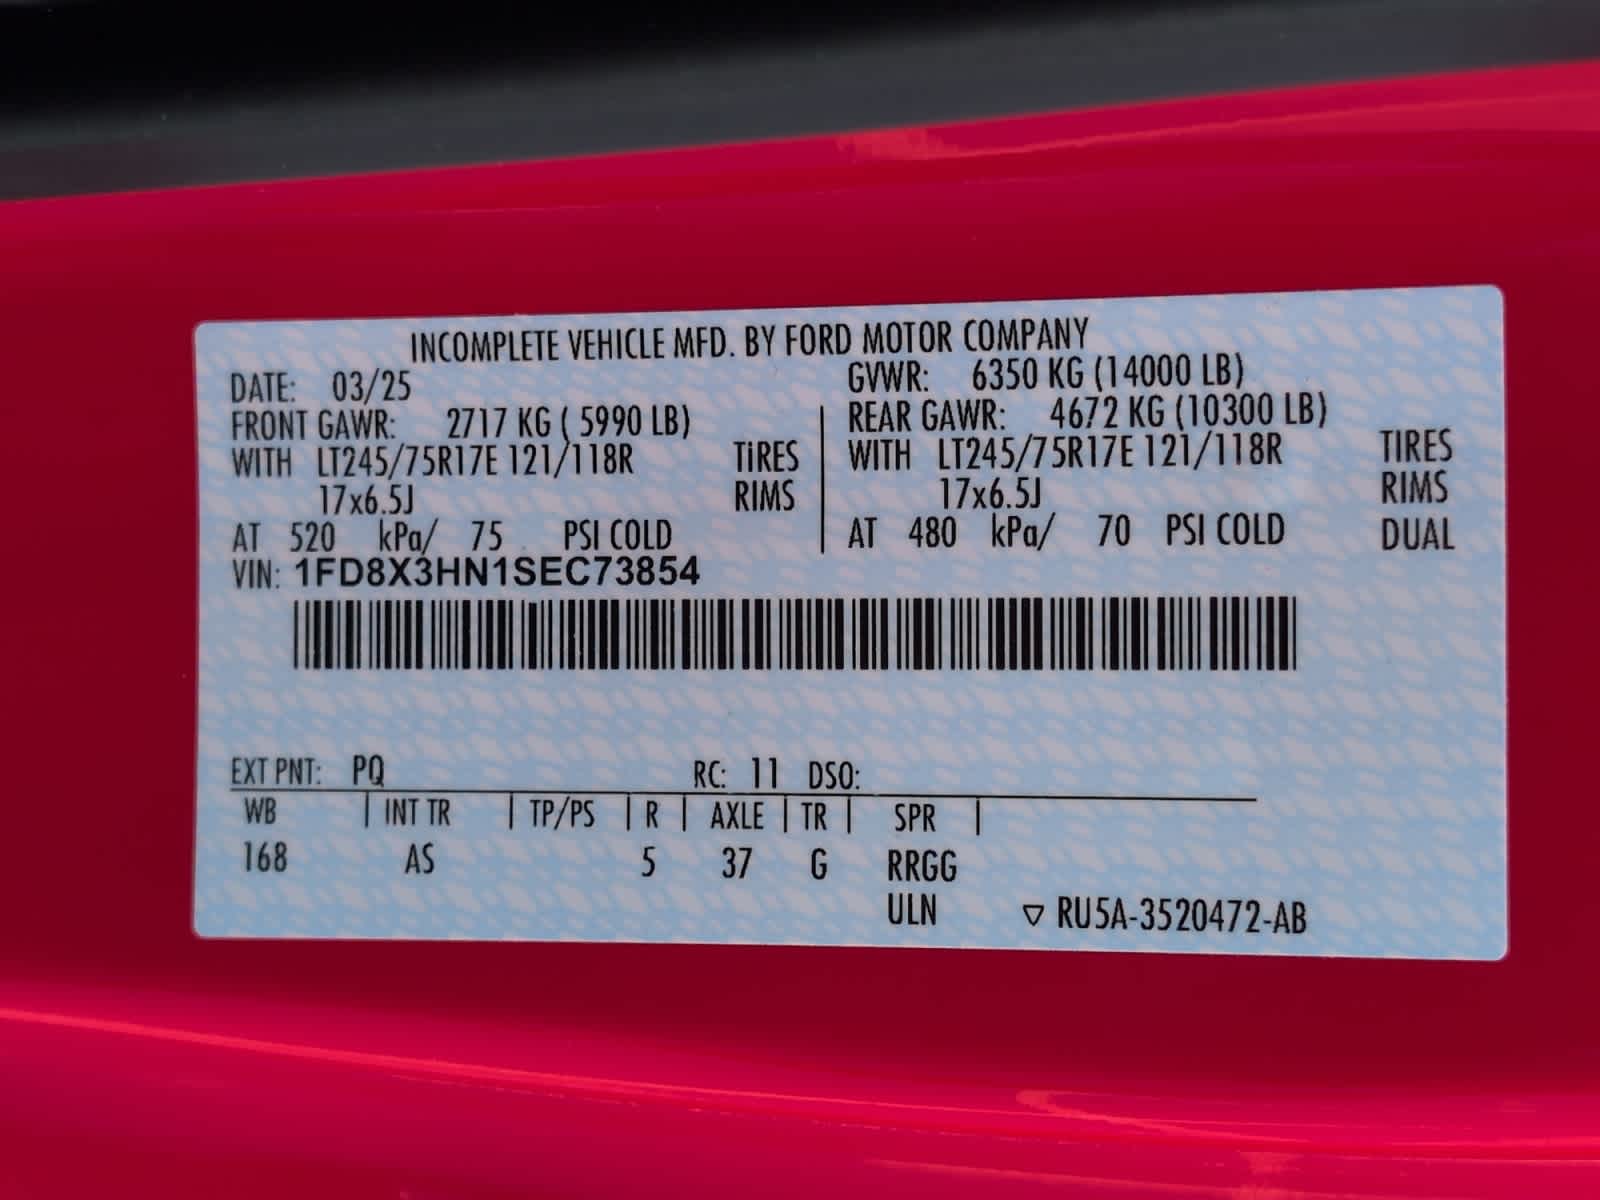 INCOMPLETE VEHICLE MFD. BY FORD MOTOR COMPANY
DATE: 03/25 GVWR: 6350 KG (14000 LB)
FRONT GAWR: 2717 KG ( 5990 LB) REAR GAWR: 4672 KG (10300 LB)
WITH LT245/75R17E 121/118R TIRES WITH LT245/75R17E 121/118R TIRES
17x6.5J RIMS 17x6.5J RIMS
AT 520 kPa/ 75 PSI COLD AT 480 kPa/ 70 PSI COLD DUAL
VIN: 1FD8X3HN1SEC73854
EXT PNT: PQ RC: 11 DSO:
WB | INT TR | TP/PS | R | AXLE | TR | SPR |
168 AS 5 37 G RRGG
ULN ▽ RU5A-3520472-AB